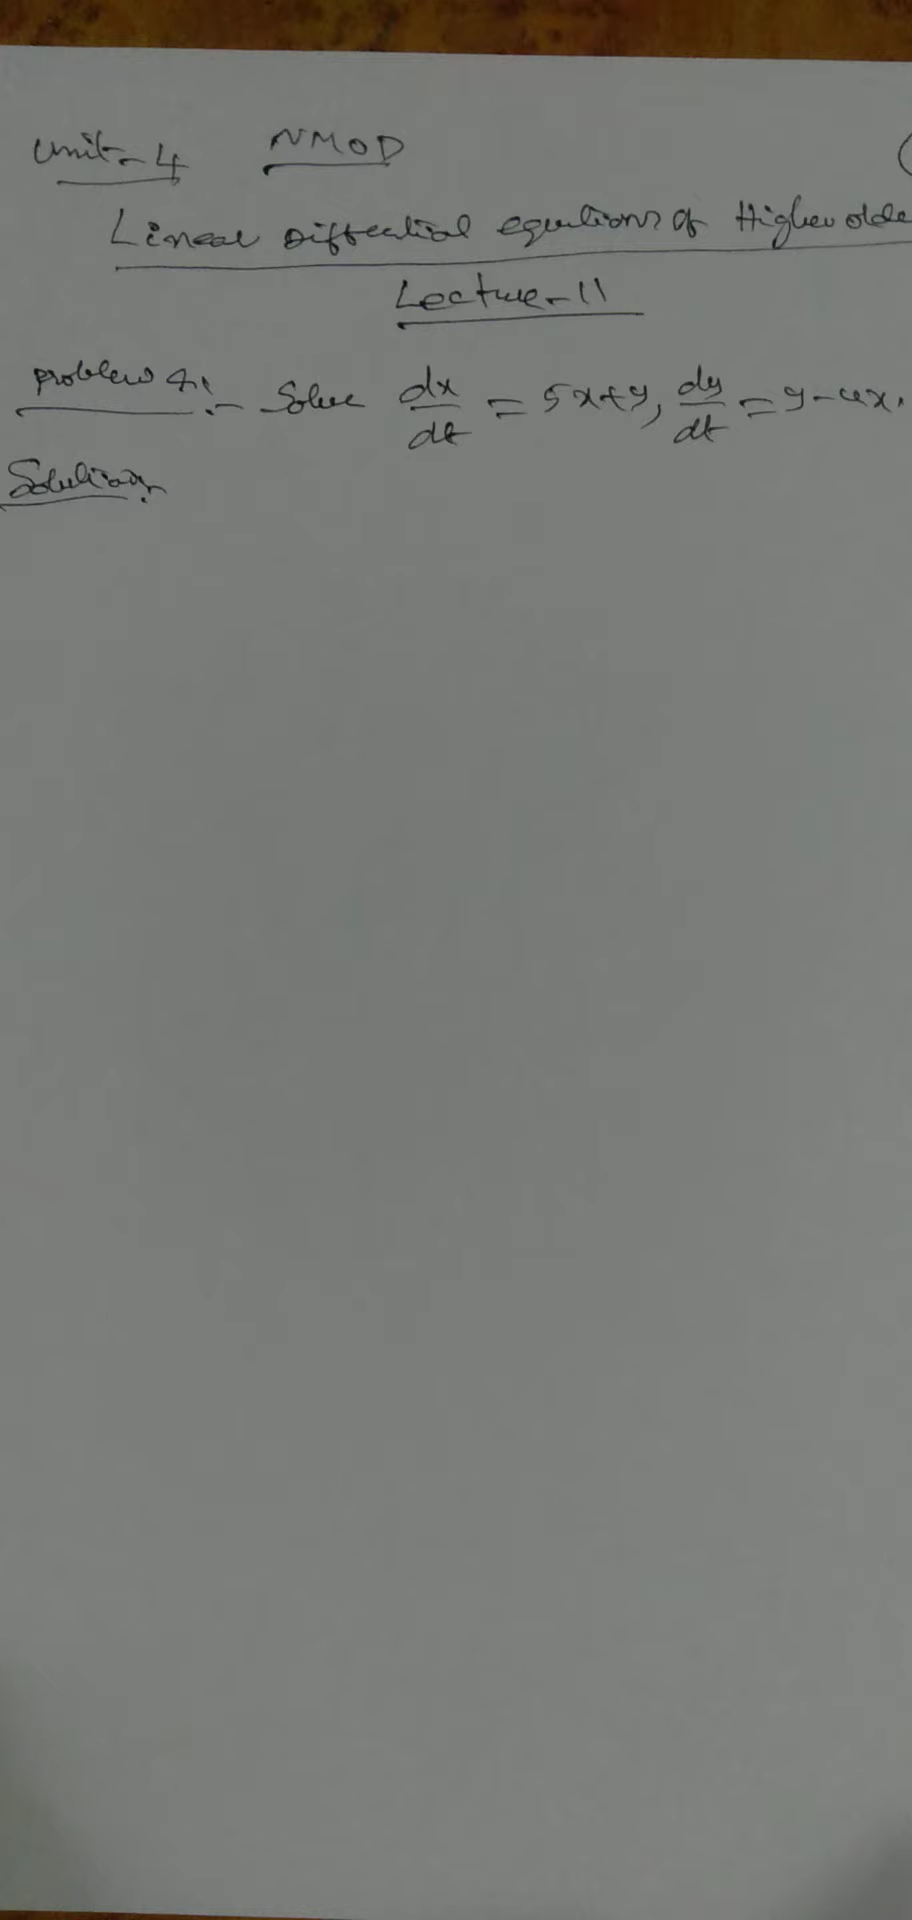 Unit-4 NMOD
Linear Differential equations of Higher orde
Lecture-11
Problem 4:- Solve dx/dt = 5x+y, dy/dt = y-4x.
Solution: